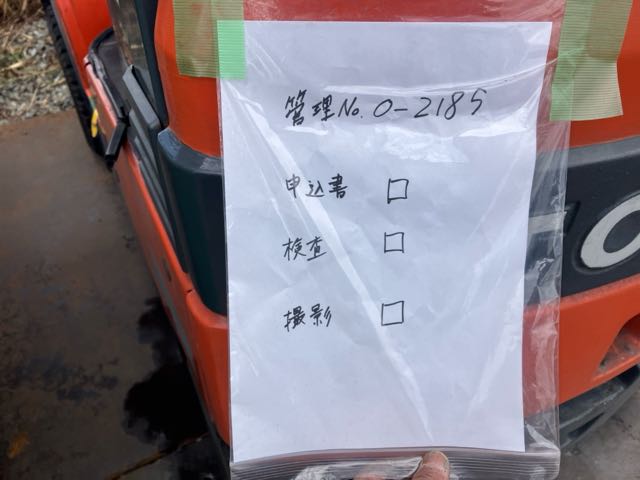 管理No. O-2185
申込書 □
検査 □
撮影 □